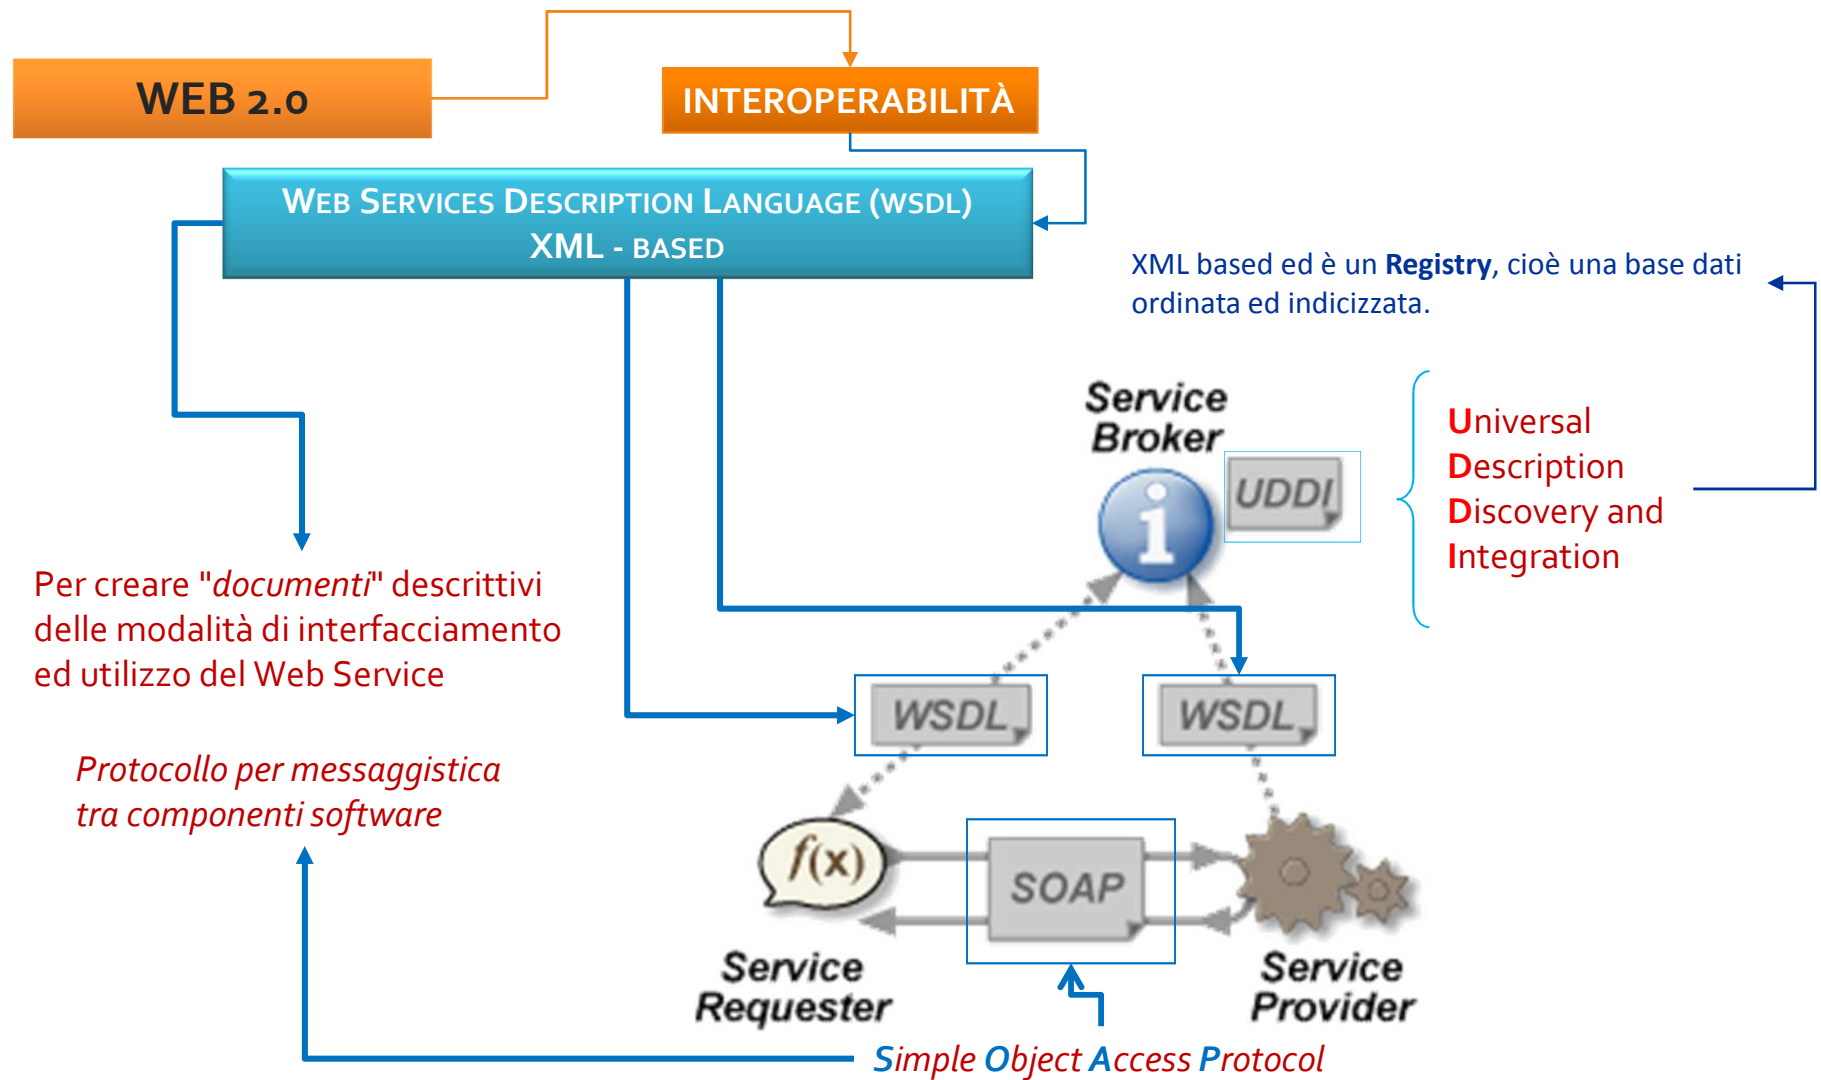 WEB 2.0
INTEROPERABILITÀ
WEB SERVICES DESCRIPTION LANGUAGE (WSDL)
XML - BASED
XML based ed è un Registry, cioè una base dati
ordinata ed indicizzata.
Service
Broker
UDDI
i
Universal
Description
Discovery and
Integration
Per creare "documenti" descrittivi
delle modalità di interfacciamento
ed utilizzo del Web Service
WSDL
WSDL
Protocollo per messaggistica
tra componenti software
f(x)
SOAP
Service
Requester
Service
Provider
Simple Object Access Protocol